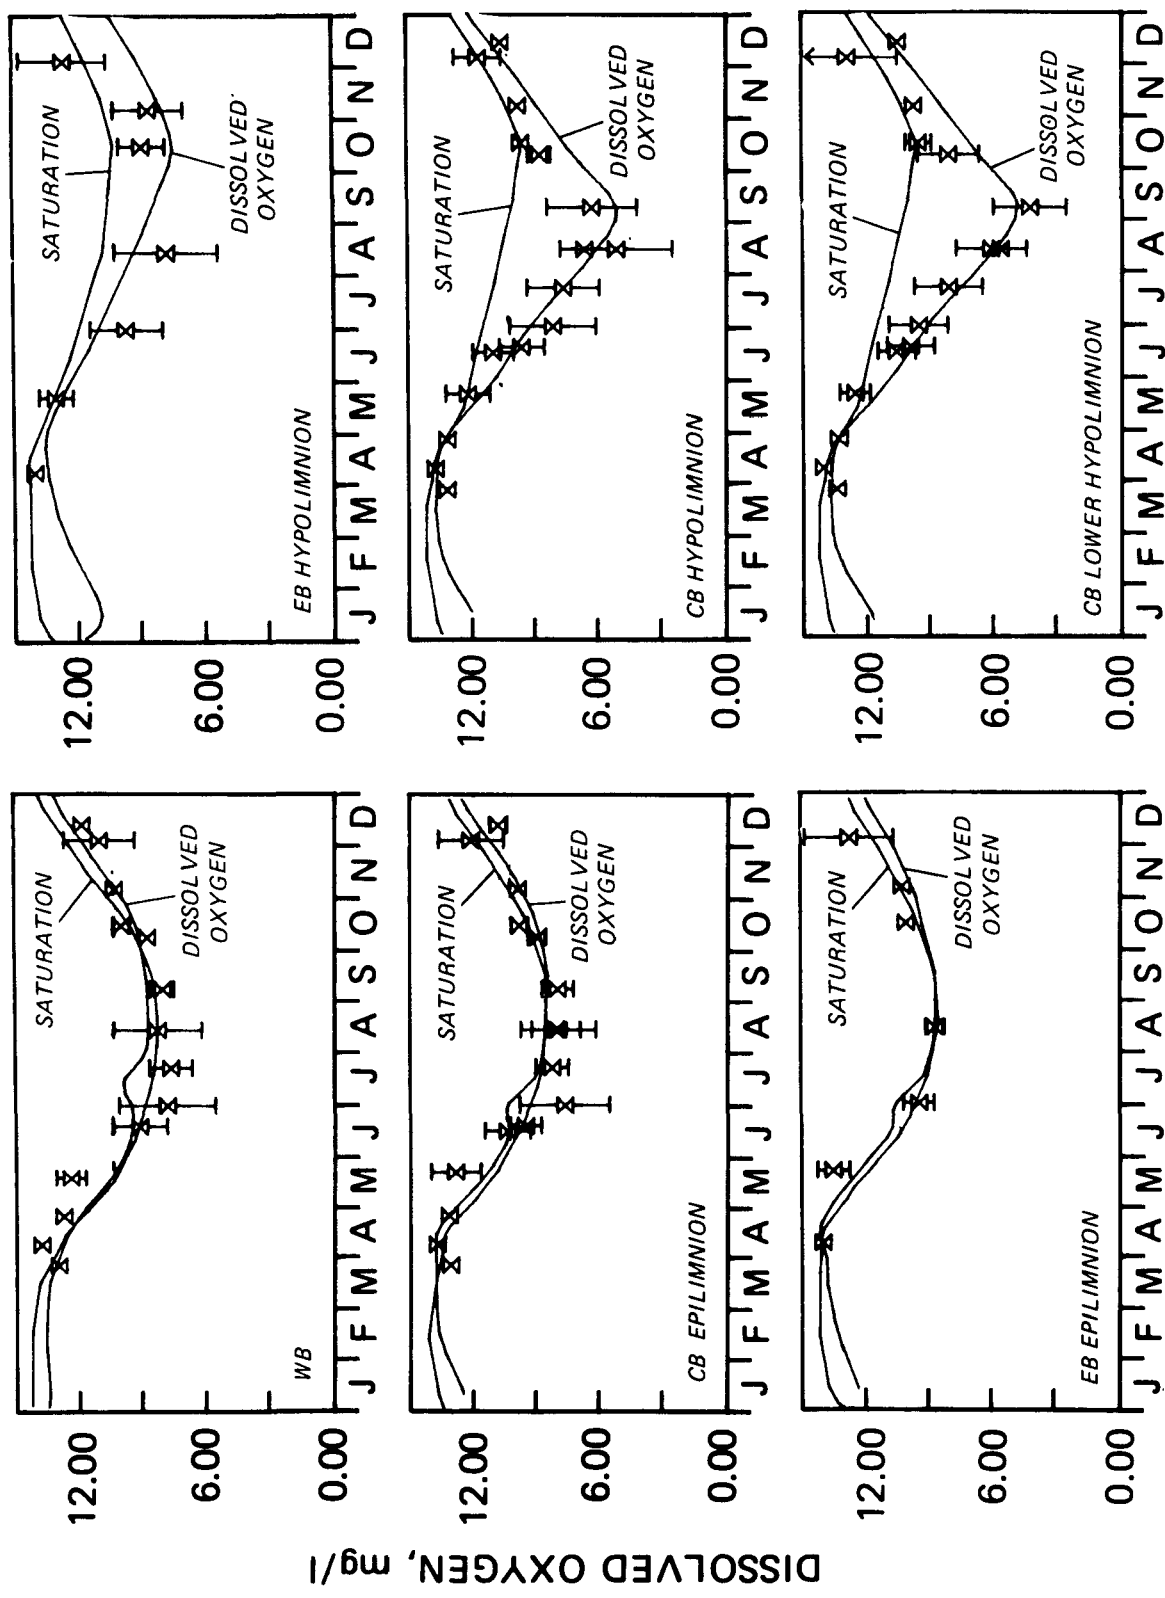 DISSOLVED OXYGEN, mg/l
12.00
6.00
0.00
SATURATION
DISSOLVED
OXYGEN
WB
J F M A M J J A S O N D
12.00
6.00
0.00
SATURATION
DISSOLVED
OXYGEN
EB HYPOLIMNION
J F M A M J J A S O N D
12.00
6.00
0.00
SATURATION
DISSOLVED
OXYGEN
CB EPILIMNION
J F M A M J J A S O N D
12.00
6.00
0.00
SATURATION
DISSOLVED
OXYGEN
CB HYPOLIMNION
J F M A M J J A S O N D
12.00
6.00
0.00
SATURATION
DISSOLVED
OXYGEN
EB EPILIMNION
J F M A M J J A S O N D
12.00
6.00
0.00
SATURATION
DISSOLVED
OXYGEN
CB LOWER HYPOLIMNION
J F M A M J J A S O N D